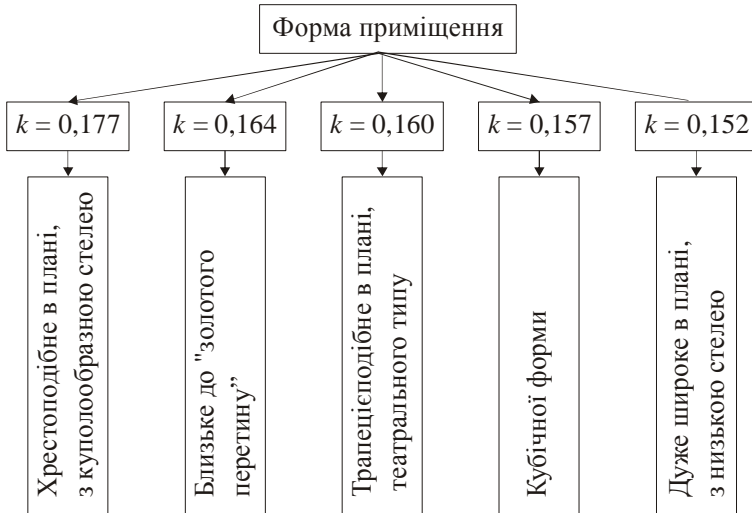 Форма приміщення
k = 0,177
k = 0,164
k = 0,160
k = 0,157
k = 0,152
Хрестоподібне в плані,
з куполообразною стелею
Близьке до "золотого
перетину”
Трапецієподібне в плані,
театрального типу
Кубічної форми
Дуже широке в плані,
з низькою стелею